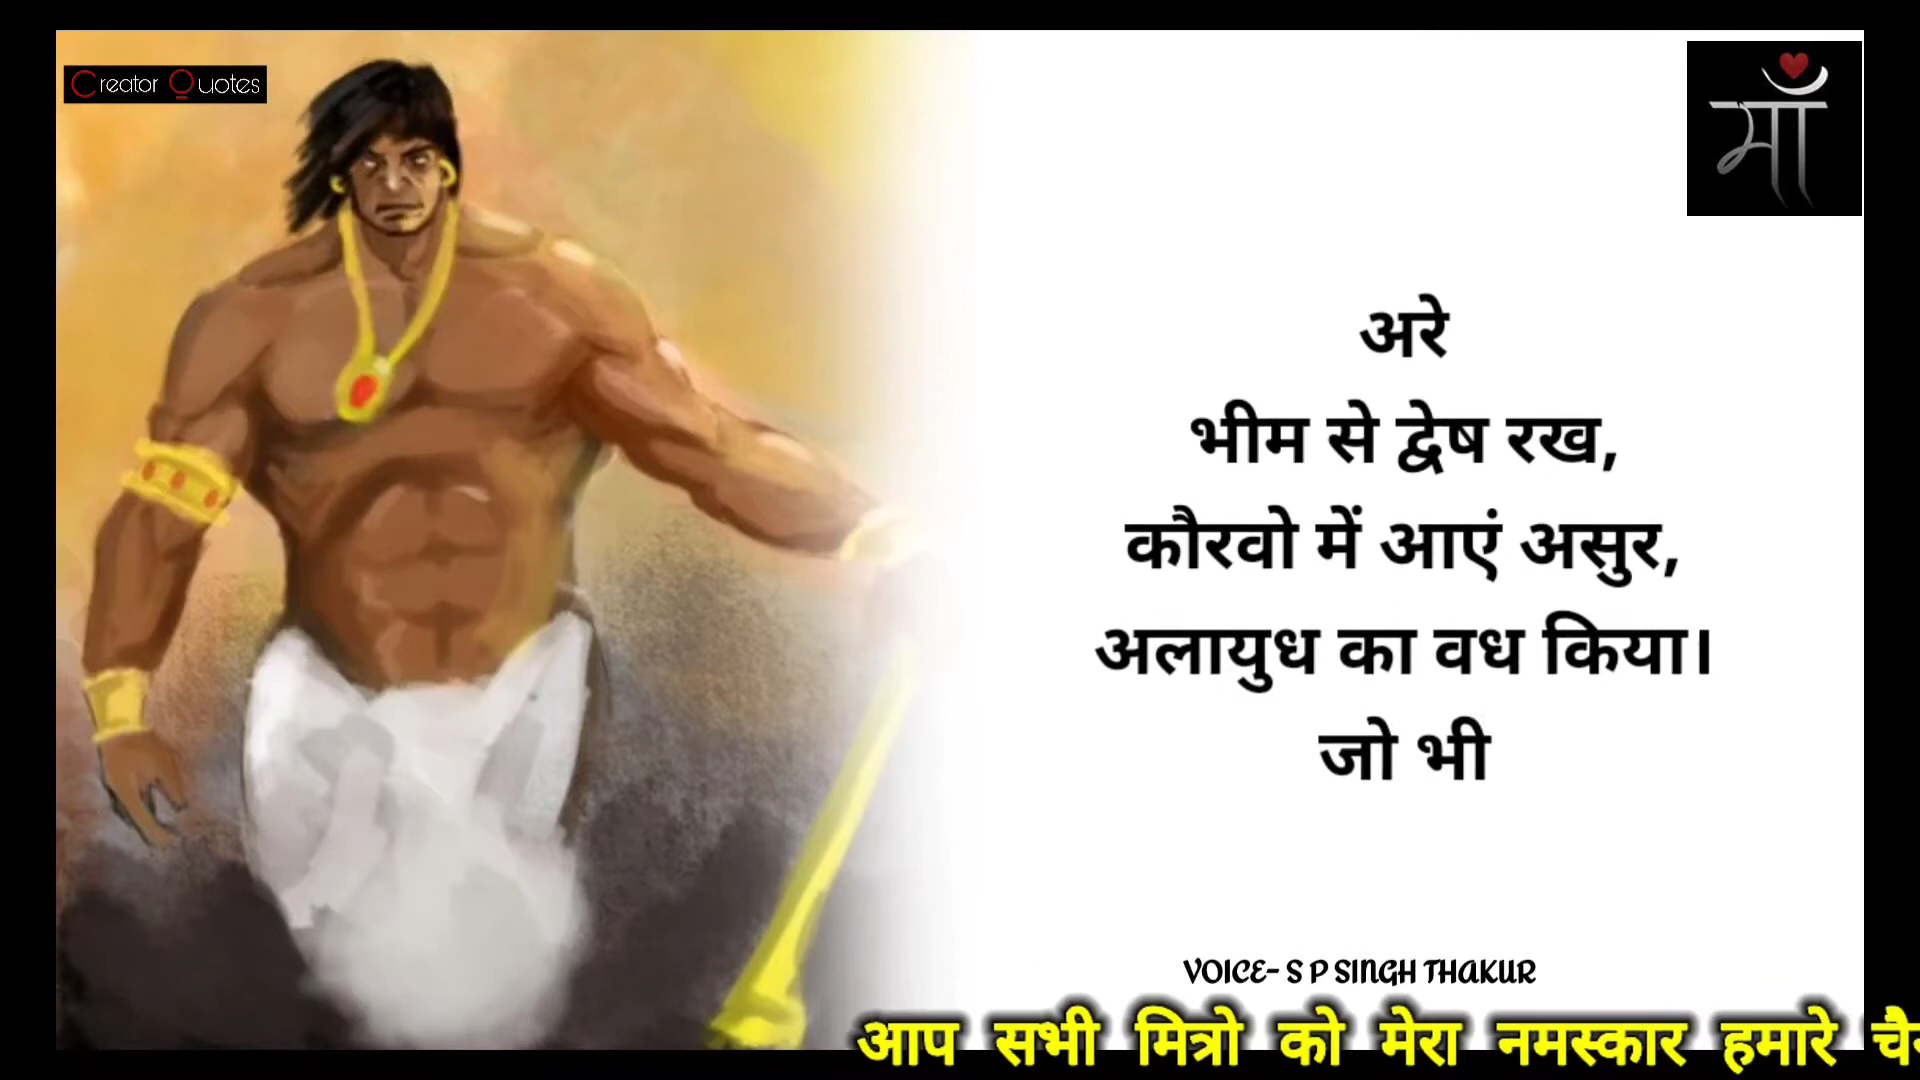 Creator Quotes
माँ
अरे
भीम से द्वेष रख,
कौरवो में आएं असुर,
अलायुध का वध किया।
जो भी
VOICE- S P SINGH THAKUR
आप सभी मित्रो को मेरा नमस्कार हमारे